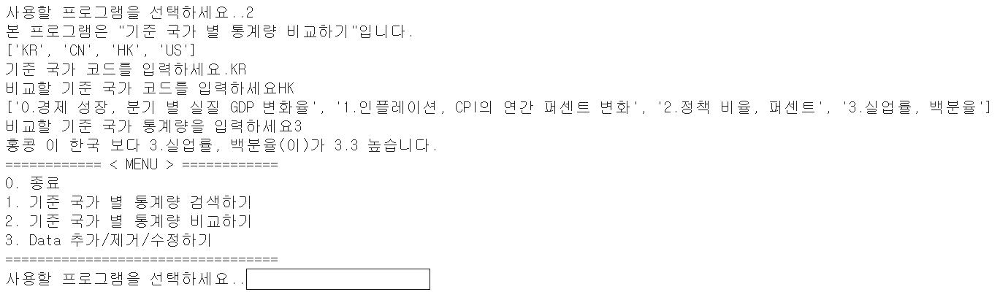 사용할 프로그램을 선택하세요..2
본 프로그램은 "기준 국가 별 통계량 비교하기"입니다.
['KR', 'CN', 'HK', 'US']
기준 국가 코드를 입력하세요.KR
비교할 기준 국가 코드를 입력하세요HK
['0.경제 성장, 분기 별 실질 GDP 변화율', '1.인플레이션, CPI의 연간 퍼센트 변화', '2.정책 비율, 퍼센트', '3.실업률, 백분율']
비교할 기준 국가 통계량을 입력하세요3
홍콩 이 한국 보다 3.실업률, 백분율(이)가 3.3 높습니다.
============ < MENU > ============
0. 종료
1. 기준 국가 별 통계량 검색하기
2. 기준 국가 별 통계량 비교하기
3. Data 추가/제거/수정하기
==================================
사용할 프로그램을 선택하세요..